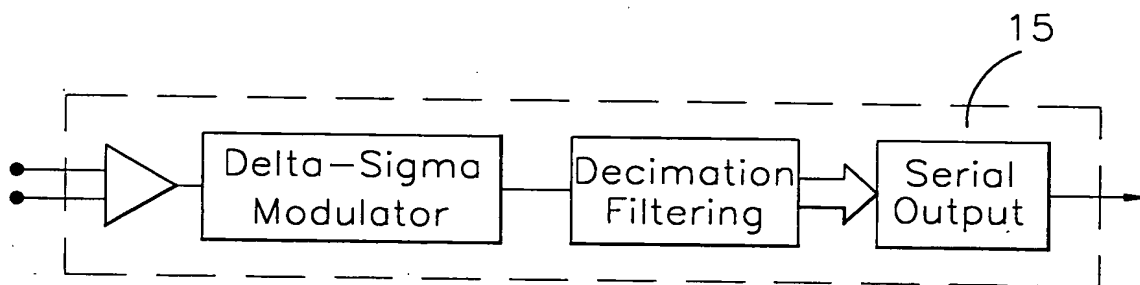 15
Delta-Sigma
Modulator
Decimation
Filtering
Serial
Output